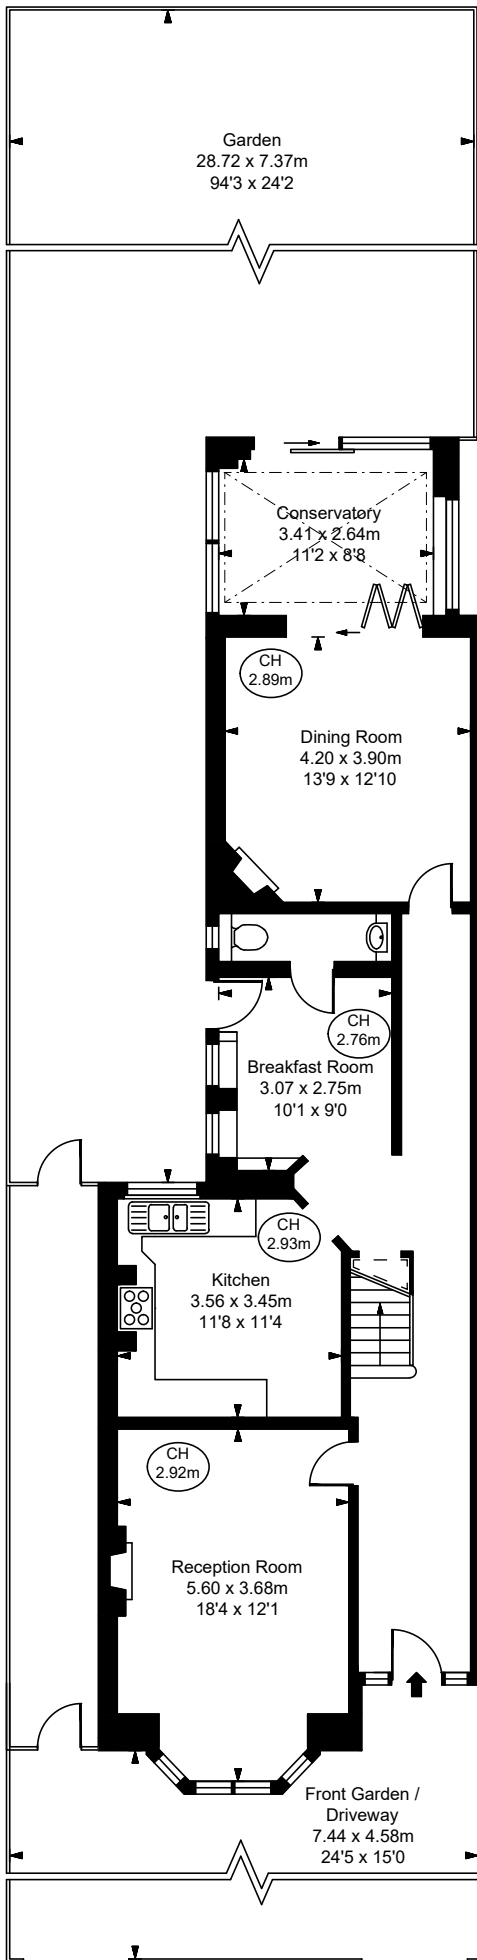 Garden
28.72 x 7.37m
94'3 x 24'2
Conservatory
3.41 x 2.64m
11'2 x 8'8
CH
2.89m
Dining Room
4.20 x 3.90m
13'9 x 12'10
CH
2.76m
Breakfast Room
3.07 x 2.75m
10'1 x 9'0
CH
2.93m
Kitchen
3.56 x 3.45m
11'8 x 11'4
CH
2.92m
Reception Room
5.60 x 3.68m
18'4 x 12'1
Front Garden /
Driveway
7.44 x 4.58m
24'5 x 15'0